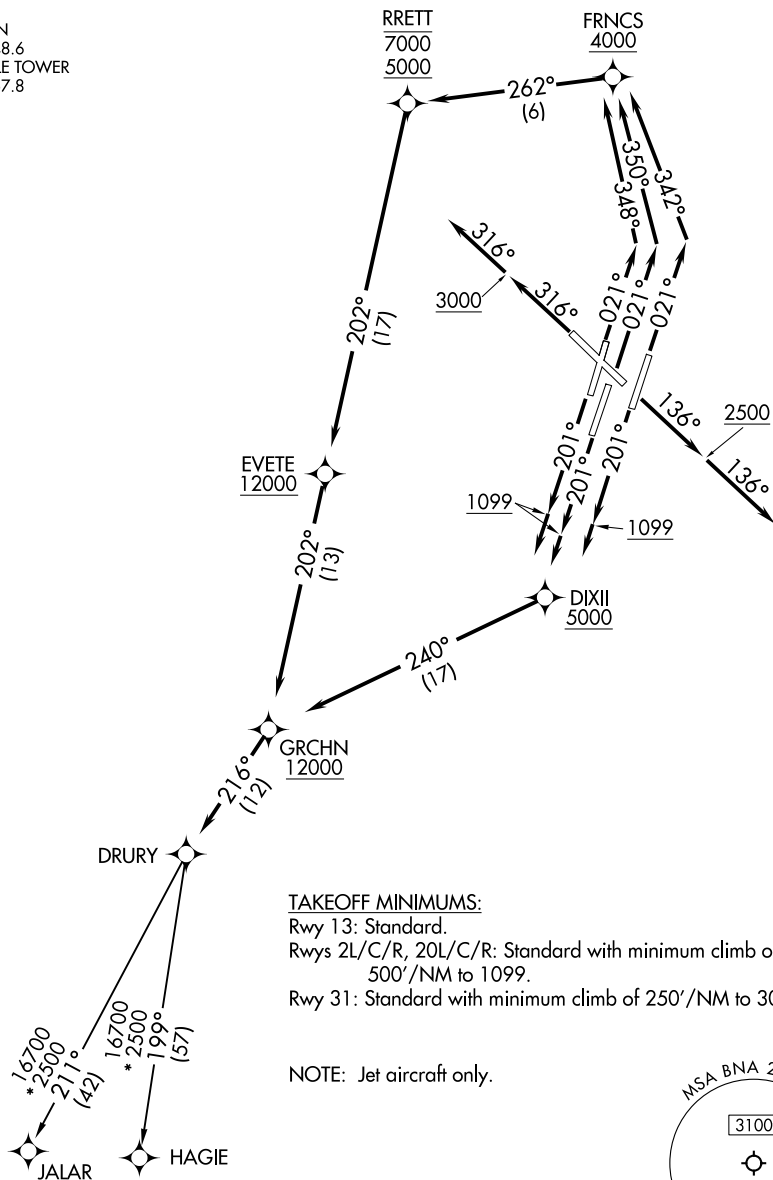 N
8.6
E TOWER
7.8
RRETT
7000
5000
FRNCS
4000
262°
(6)
348°
350°
342°
316°
3000
316°
021°
021°
021°
202°
(17)
136°
2500
136°
201°
201°
201°
EVETE
12000
1099
1099
202°
(13)
DIXII
5000
240°
(17)
GRCHN
12000
216°
(12)
DRURY
TAKEOFF MINIMUMS:
Rwy 13: Standard.
Rwys 2L/C/R, 20L/C/R: Standard with minimum climb o
500'/NM to 1099.
Rwy 31: Standard with minimum climb of 250'/NM to 30
16700
*2500
211°
(42)
16700
*2500
199°
(57)
NOTE: Jet aircraft only.
MSA BNA 2
3100
JALAR
HAGIE